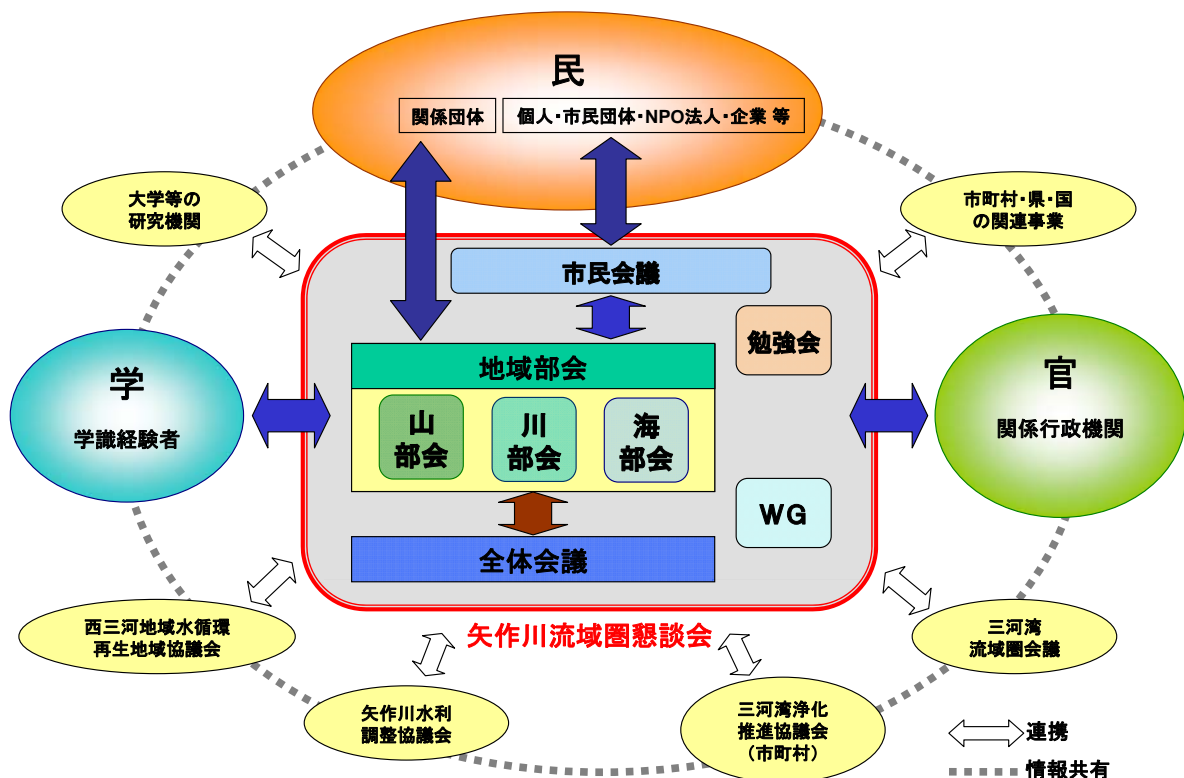 民
関係団体
個人・市民団体・NPO法人・企業 等
大学等の
研究機関
市町村・県・国
の関連事業
市民会議
勉強会
地域部会
山
部会
川
部会
海
部会
学
学識経験者
官
関係行政機関
WG
全体会議
矢作川流域圏懇談会
西三河地域水循環
再生地域協議会
三河湾
流域圏会議
矢作川水利
調整協議会
三河湾浄化
推進協議会
（市町村）
連携
情報共有